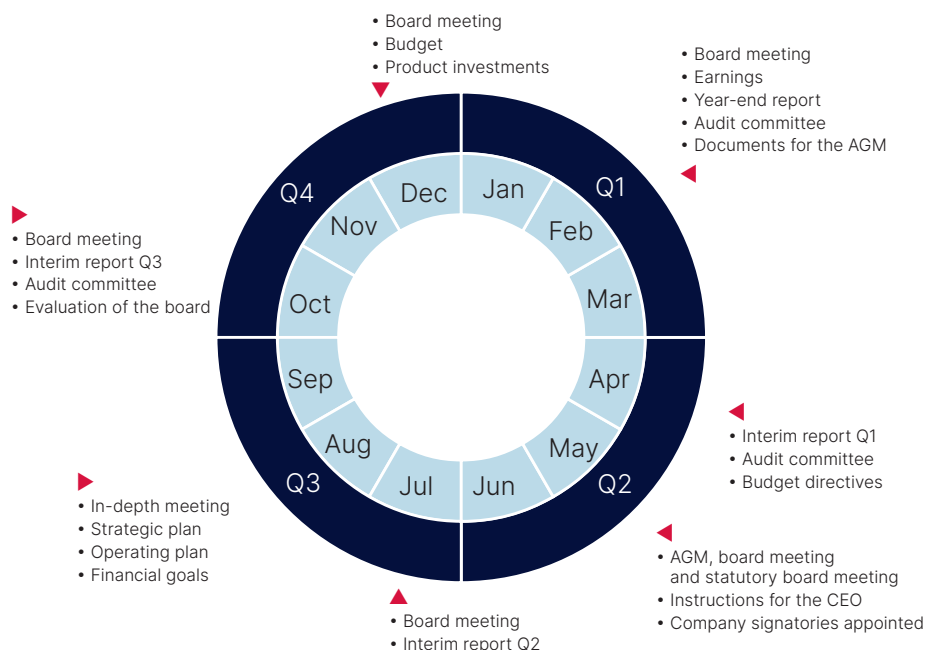 • Board meeting
• Budget
• Product investments
• Board meeting
• Earnings
• Year-end report
• Audit committee
• Documents for the AGM
Q4
Q1
Dec
Jan
Nov
Feb
Oct
Mar
Sep
Apr
Aug
May
Jul
Jun
Q3
Q2
• Board meeting
• Interim report Q3
• Audit committee
• Evaluation of the board
• Interim report Q1
• Audit committee
• Budget directives
• In-depth meeting
• Strategic plan
• Operating plan
• Financial goals
• AGM, board meeting
and statutory board meeting
• Instructions for the CEO
• Company signatories appointed
• Board meeting
• Interim report Q2